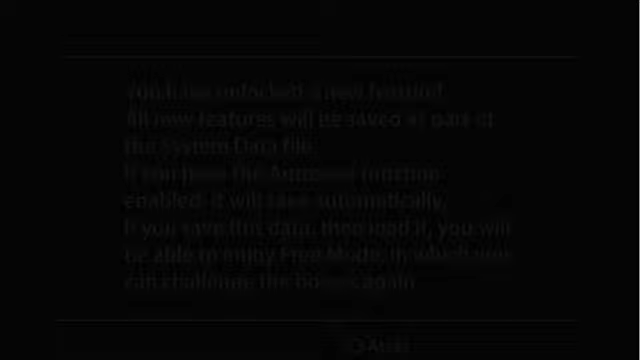 You have unlocked a new feature!
All new features will be saved as part of
the System Data file.
If you have the Autosave function
enabled, it will save automatically.
If you save this data, then load it, you will
be able to enjoy Free Mode, in which you
can challenge the bosses again.